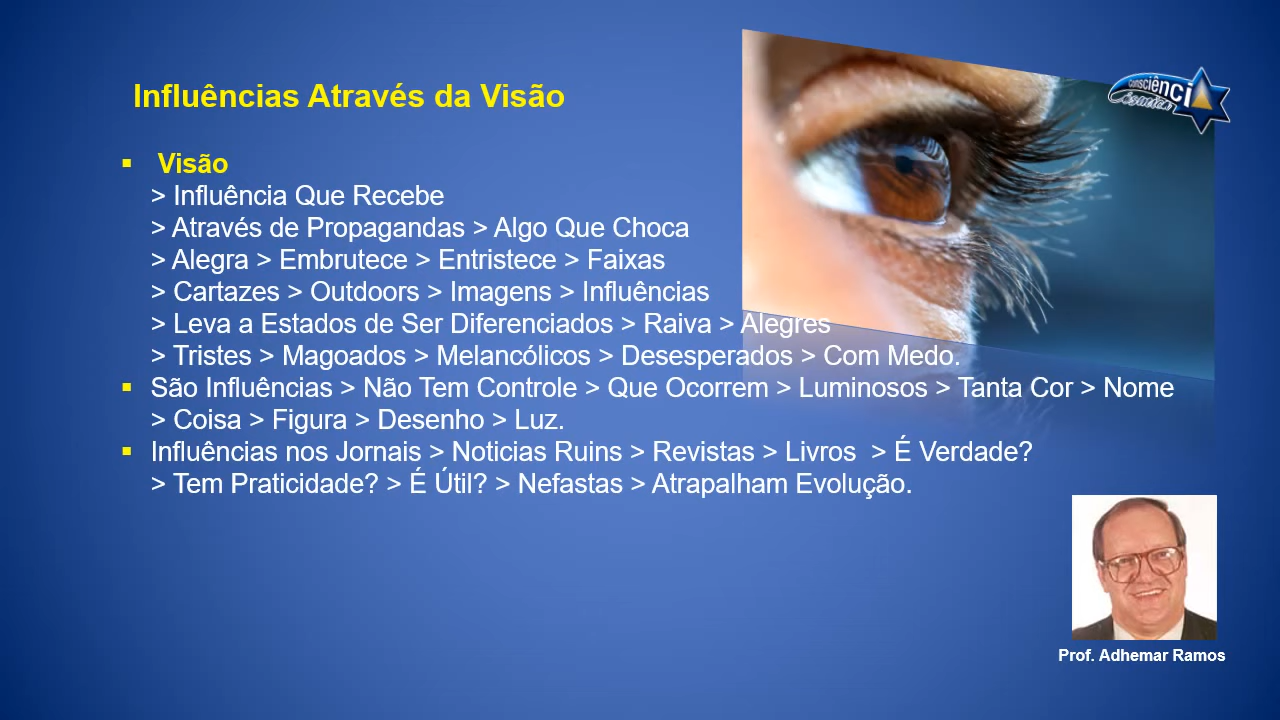 Influências Através da Visão
consciênci
▪ Visão
> Influência Que Recebe
> Através de Propagandas > Algo Que Choca
> Alegra > Embrutece > Entristece > Faixas
> Cartazes > Outdoors > Imagens > Influências
> Leva a Estados de Ser Diferenciados > Raiva > Alegres
> Tristes > Magoados > Melancólicos > Desesperados > Com Medo.
▪ São Influências > Não Tem Controle > Que Ocorrem > Luminosos > Tanta Cor > Nome
> Coisa > Figura > Desenho > Luz.
▪ Influências nos Jornais > Noticias Ruins > Revistas > Livros > É Verdade?
> Tem Praticidade? > É Útil? > Nefastas > Atrapalham Evolução.
Prof. Adhemar Ramos